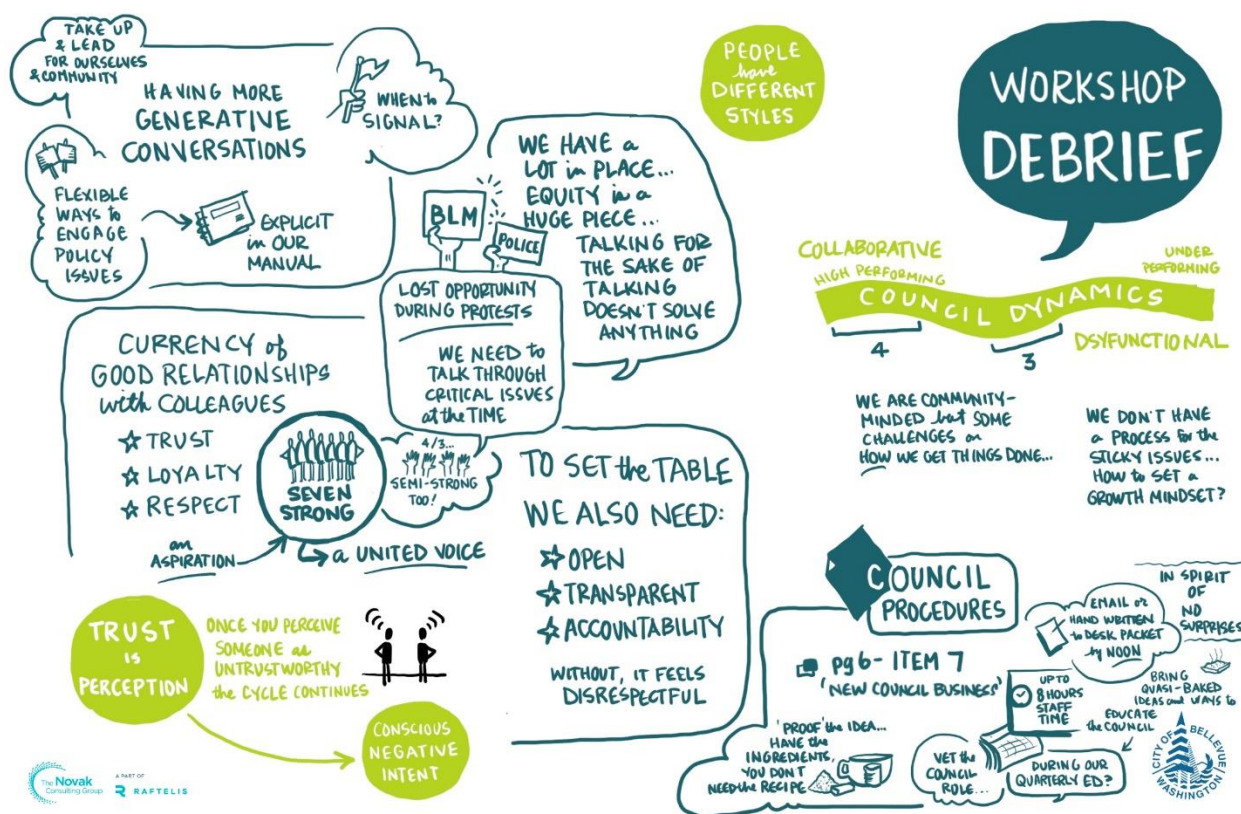 TAKE UP
& LEAD
FOR OURSELVES
& COMMUNITY
HAVING MORE
GENERATIVE
CONVERSATIONS
WHEN to
SIGNAL?
FLEXIBLE
WAYS to
ENGAGE
POLICY
ISSUES
EXPLICIT
in OUR
MANUAL
PEOPLE
have
DIFFERENT
STYLES
WORKSHOP
DEBRIEF
WE HAVE a
LOT in PLACE...
EQUITY is a
HUGE PIECE...
TALKING FOR
THE SAKE OF
TALKING
DOESN'T SOLVE
ANYTHING
BLM
POLICE
LOST OPPORTUNITY
DURING PROTESTS
WE NEED to
TALK THROUGH
CRITICAL ISSUES
at the TIME
COLLABORATIVE
HIGH PERFORMING
UNDER
PERFORMING
COUNCIL DYNAMICS
4
3
DSYFUNCTIONAL
WE ARE COMMUNITY-
MINDED but SOME
CHALLENGES on
HOW WE GET THINGS DONE...
WE DON'T HAVE
a PROCESS for the
STICKY ISSUES...
HOW to SET a
GROWTH MINDSET?
CURRENCY of
GOOD RELATIONSHIPS
with COLLEAGUES
TRUST
LOYALTY
RESPECT
SEVEN
STRONG
4/3...
SEMI-STRONG
TOO!
an
ASPIRATION
a UNITED VOICE
TO SET the TABLE
WE ALSO NEED:
OPEN
TRANSPARENT
ACCOUNTABILITY
WITHOUT, IT FEELS
DISRESPECTFUL
TRUST
is
PERCEPTION
ONCE YOU PERCEIVE
SOMEONE as
UNTRUSTWORTHY
the CYCLE CONTINUES
CONSCIOUS
NEGATIVE
INTENT
COUNCIL
PROCEDURES
pg 6 - ITEM 7
'NEW COUNCIL BUSINESS'
EMAIL or
HAND WRITTEN
to DESK PACKET
by NOON
IN SPIRIT
OF
NO
SURPRISES
UP TO
8 HOURS
STAFF
TIME
BRING
QUASI-BAKED
IDEAS and WAYS to
EDUCATE
the COUNCIL
'PROOF' the IDEA...
HAVE the
INGREDIENTS,
YOU DON'T
NEED the RECIPE
VET the
COUNCIL
ROLE...
DURING OUR
QUARTERLY ED?
The Novak
Consulting Group
A PART OF
RAFTELIS
CITY OF BELLEVUE
WASHINGTON